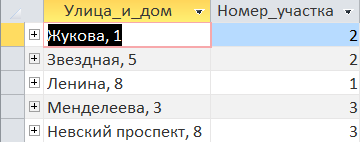 Улица_и_дом Номер_участка
Жукова, 1 2
Звездная, 5 2
Ленина, 8 1
Менделеева, 3 3
Невский проспект, 8 3